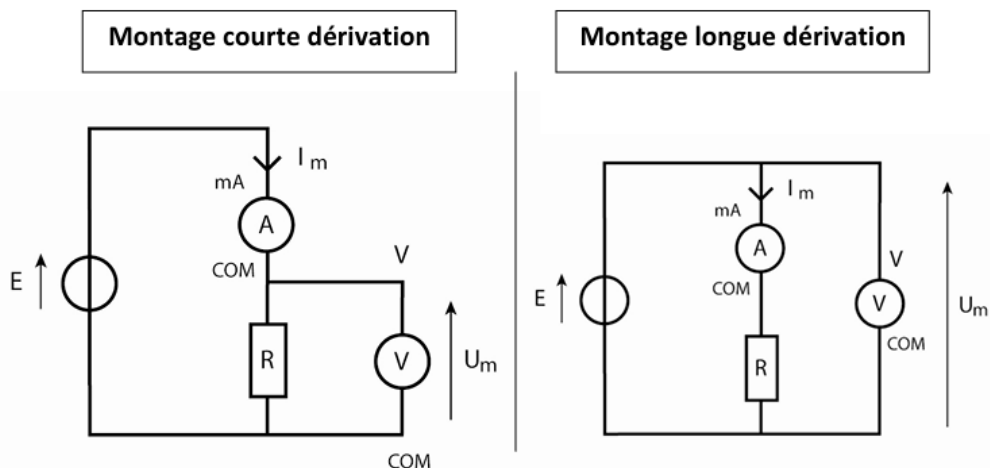 Montage courte dérivation
I m
mA
A
COM
V
E
R
V
U m
COM
Montage longue dérivation
I m
mA
A
COM
V
E
V
COM
U m
R